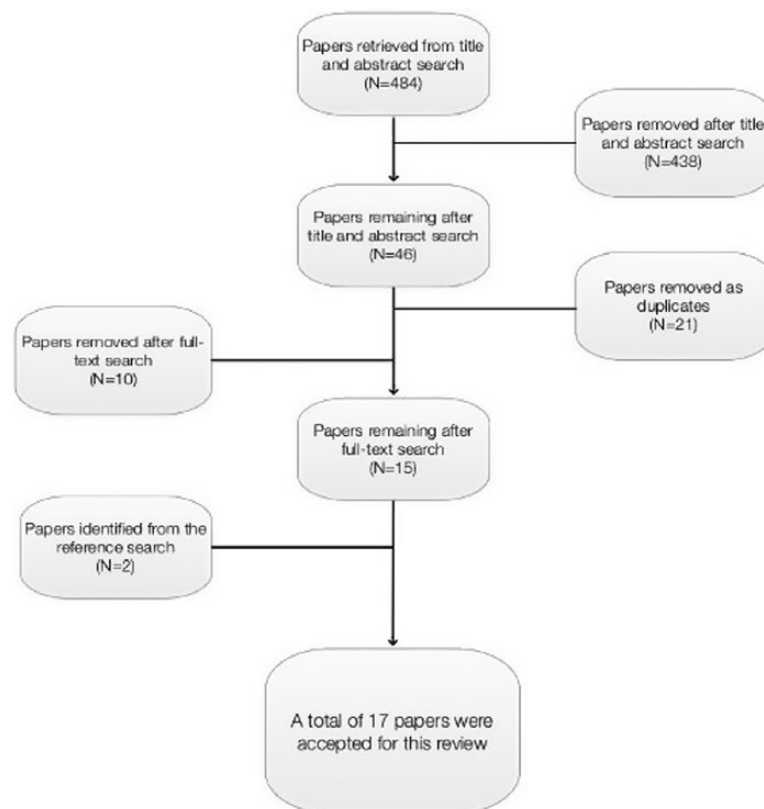 Papers retrieved from title
and abstract search
(N=484)
Papers removed after title
and abstract search
(N=438)
Papers remaining after
title and abstract search
(N=46)
Papers removed as
duplicates
(N=21)
Papers removed after full-
text search
(N=10)
Papers remaining after
full-text search
(N=15)
Papers identified from the
reference search
(N=2)
A total of 17 papers were
accepted for this review